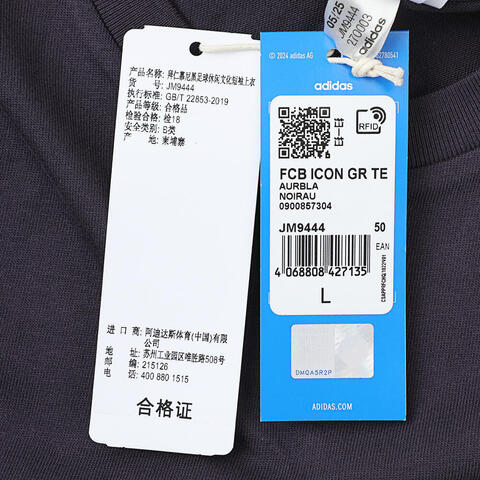 产品名称: 拜仁慕尼黑足球休闲文化短袖上衣
货 号: JM9444
执行标准: GB/T 22853-2019
产品等级: 合格品
检验合格: 检18
安全类别: B类
产 地: 柬埔寨
进 口 商: 阿迪达斯体育(中国)有限
公司
地 址: 苏州工业园区唯胜路508号
邮 编: 215126
电 话: 400 880 1515
合格证
05/25
JM9444
270003
adidas
© 2024 adidas AG
adidas
RFID
FCB ICON GR TE
AURBLA
NOIRAU
0900857304
JM9444 50
EAN
4 068808 427135
L
DMQA5R2P
ADIDAS.COM